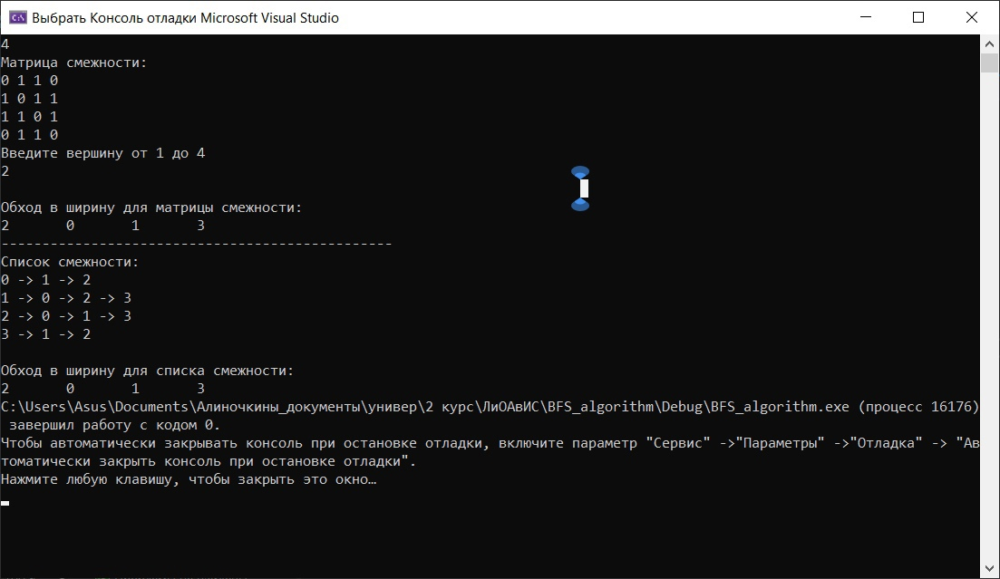 Выбрать Консоль отладки Microsoft Visual Studio
4
Матрица смежности:
0 1 1 0
1 0 1 1
1 1 0 1
0 1 1 0
Введите вершину от 1 до 4
2
Обход в ширину для матрицы смежности:
2 0 1 3
------------------------------------------------
Список смежности:
0 -> 1 -> 2
1 -> 0 -> 2 -> 3
2 -> 0 -> 1 -> 3
3 -> 1 -> 2
Обход в ширину для списка смежности:
2 0 1 3
C:\Users\Asus\Documents\Алиночкины_документы\универ\2 курс\ЛиОАвИС\BFS_algorithm\Debug\BFS_algorithm.exe (процесс 16176)
завершил работу с кодом 0.
Чтобы автоматически закрывать консоль при остановке отладки, включите параметр "Сервис" ->"Параметры" ->"Отладка" -> "Ав
томатически закрыть консоль при остановке отладки".
Нажмите любую клавишу, чтобы закрыть это окно…